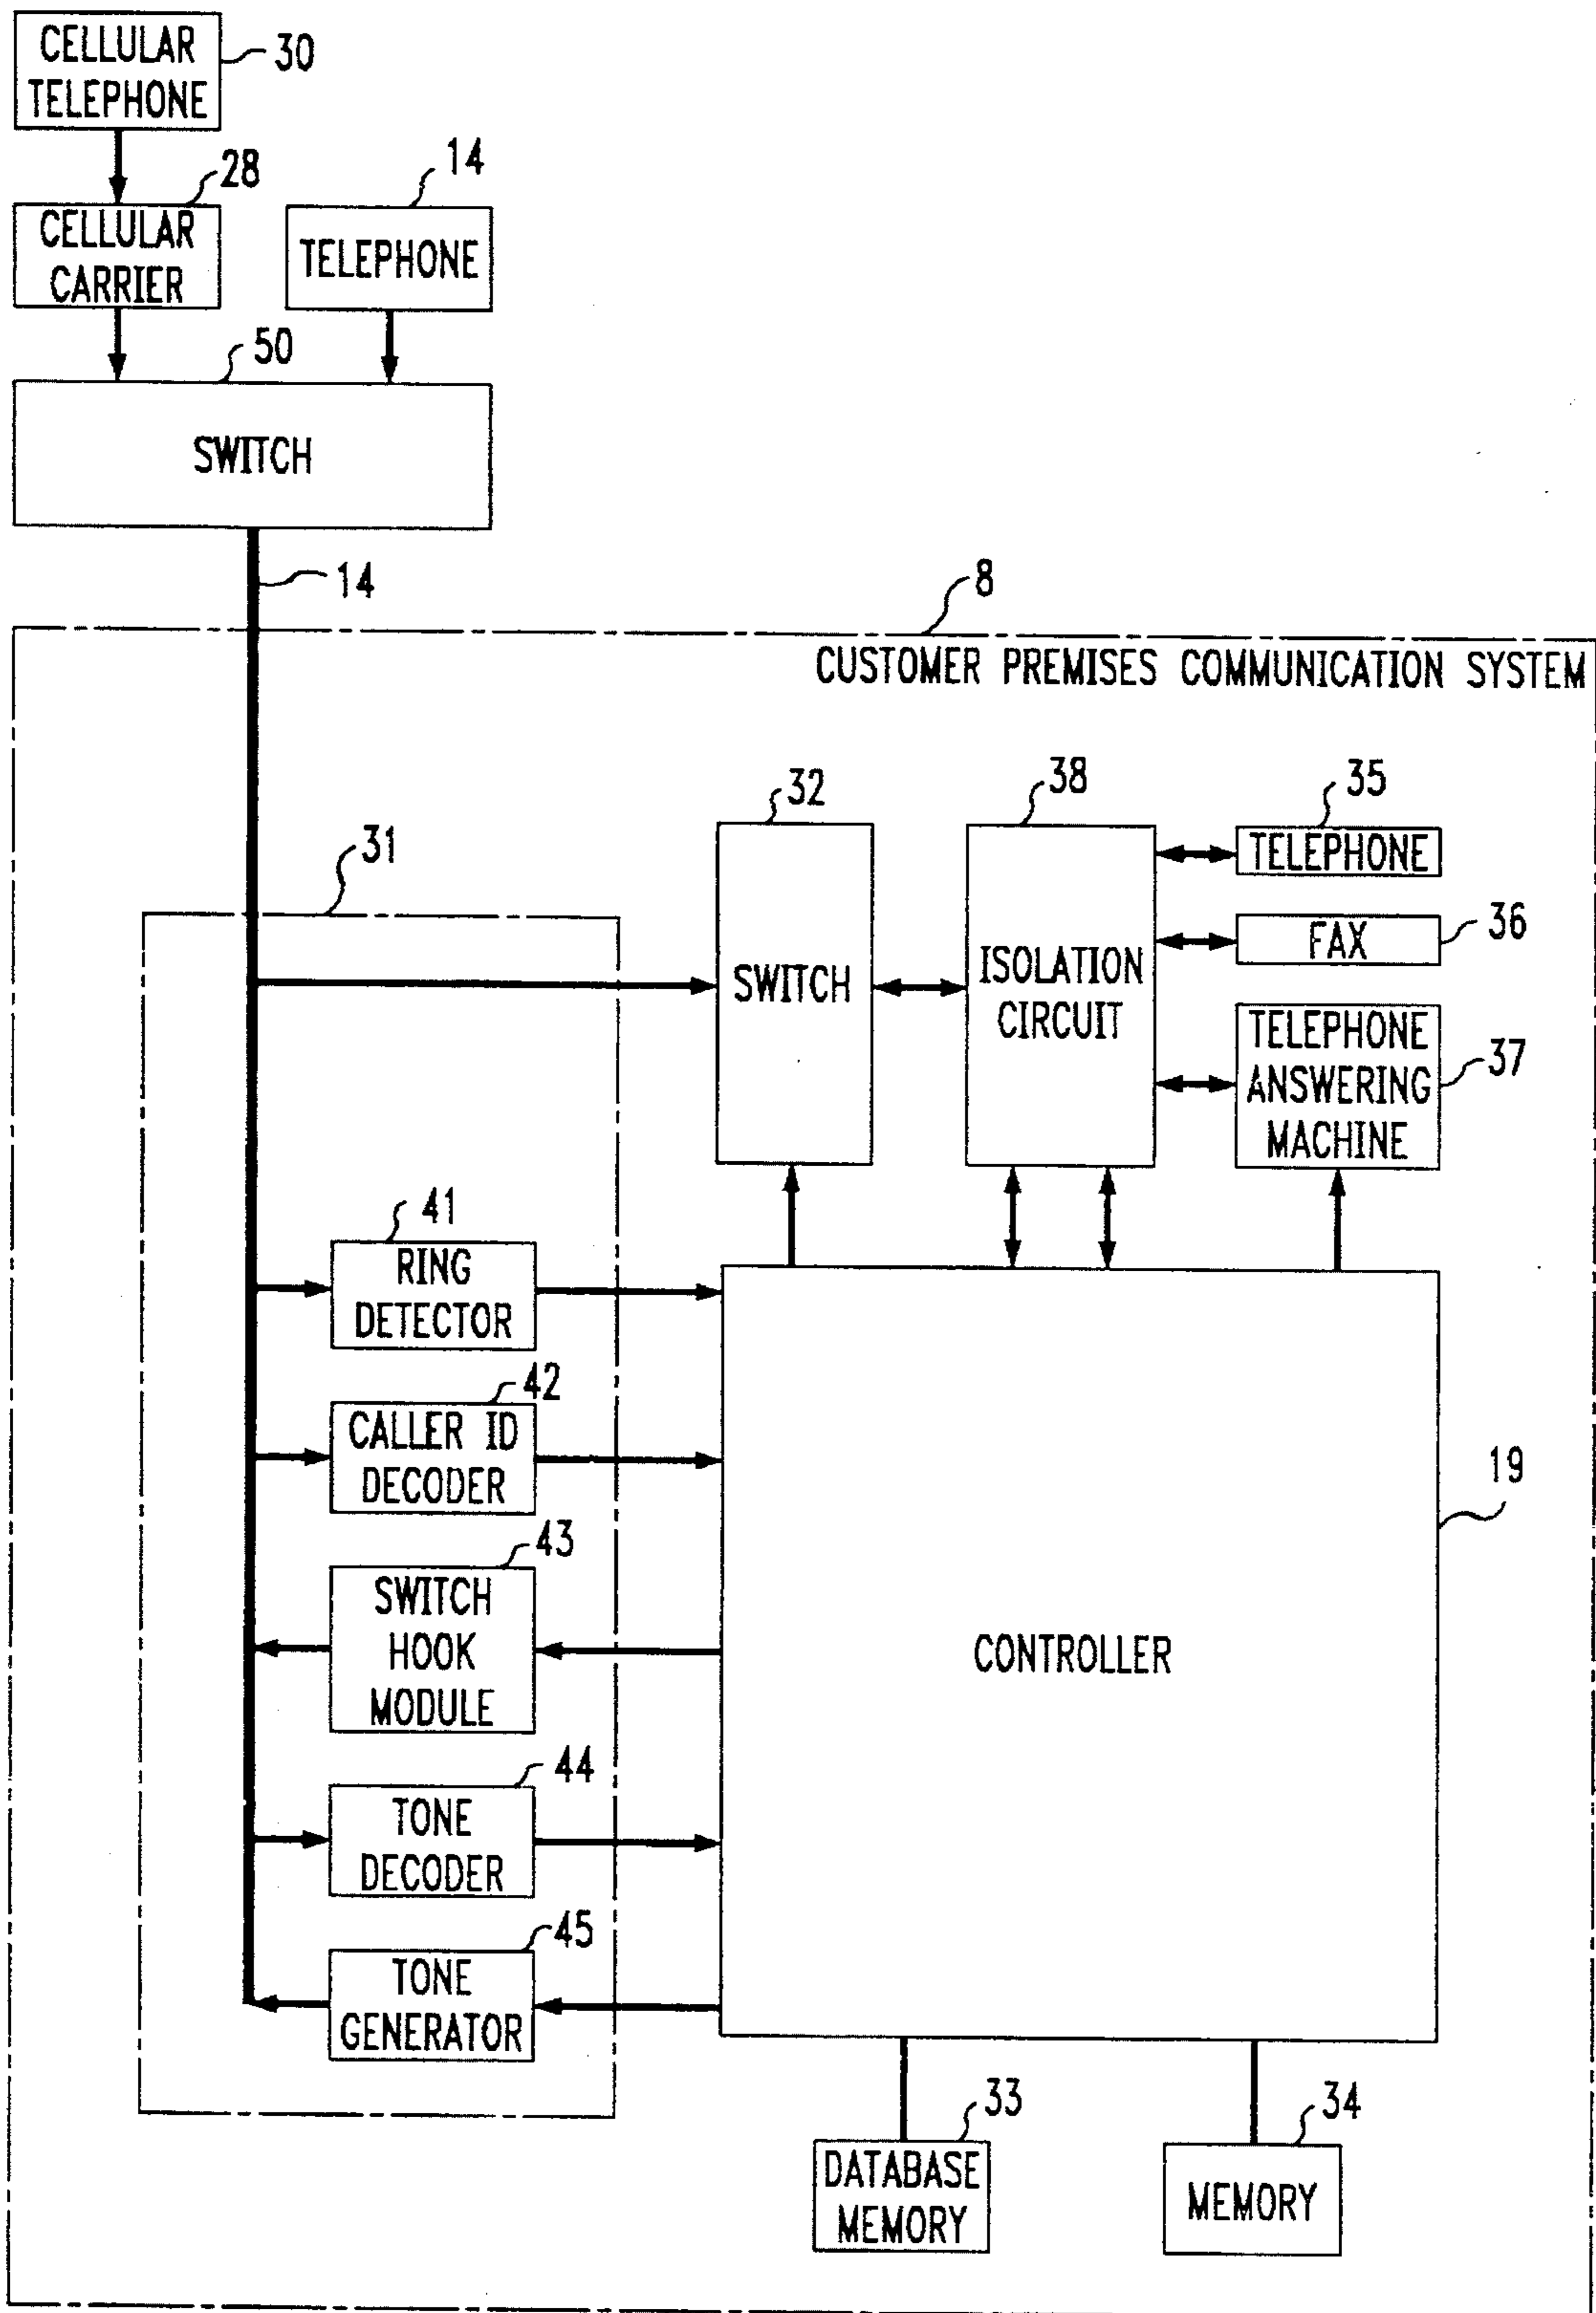 CELLULAR
TELEPHONE
30
28
CELLULAR
CARRIER
14
TELEPHONE
50
SWITCH
14
8
CUSTOMER PREMISES COMMUNICATION SYSTEM
31
32
SWITCH
38
ISOLATION
CIRCUIT
35
TELEPHONE
FAX
36
TELEPHONE
ANSWERING
MACHINE
37
41
RING
DETECTOR
42
CALLER ID
DECODER
43
SWITCH
HOOK
MODULE
44
TONE
DECODER
45
TONE
GENERATOR
CONTROLLER
19
33
DATABASE
MEMORY
34
MEMORY